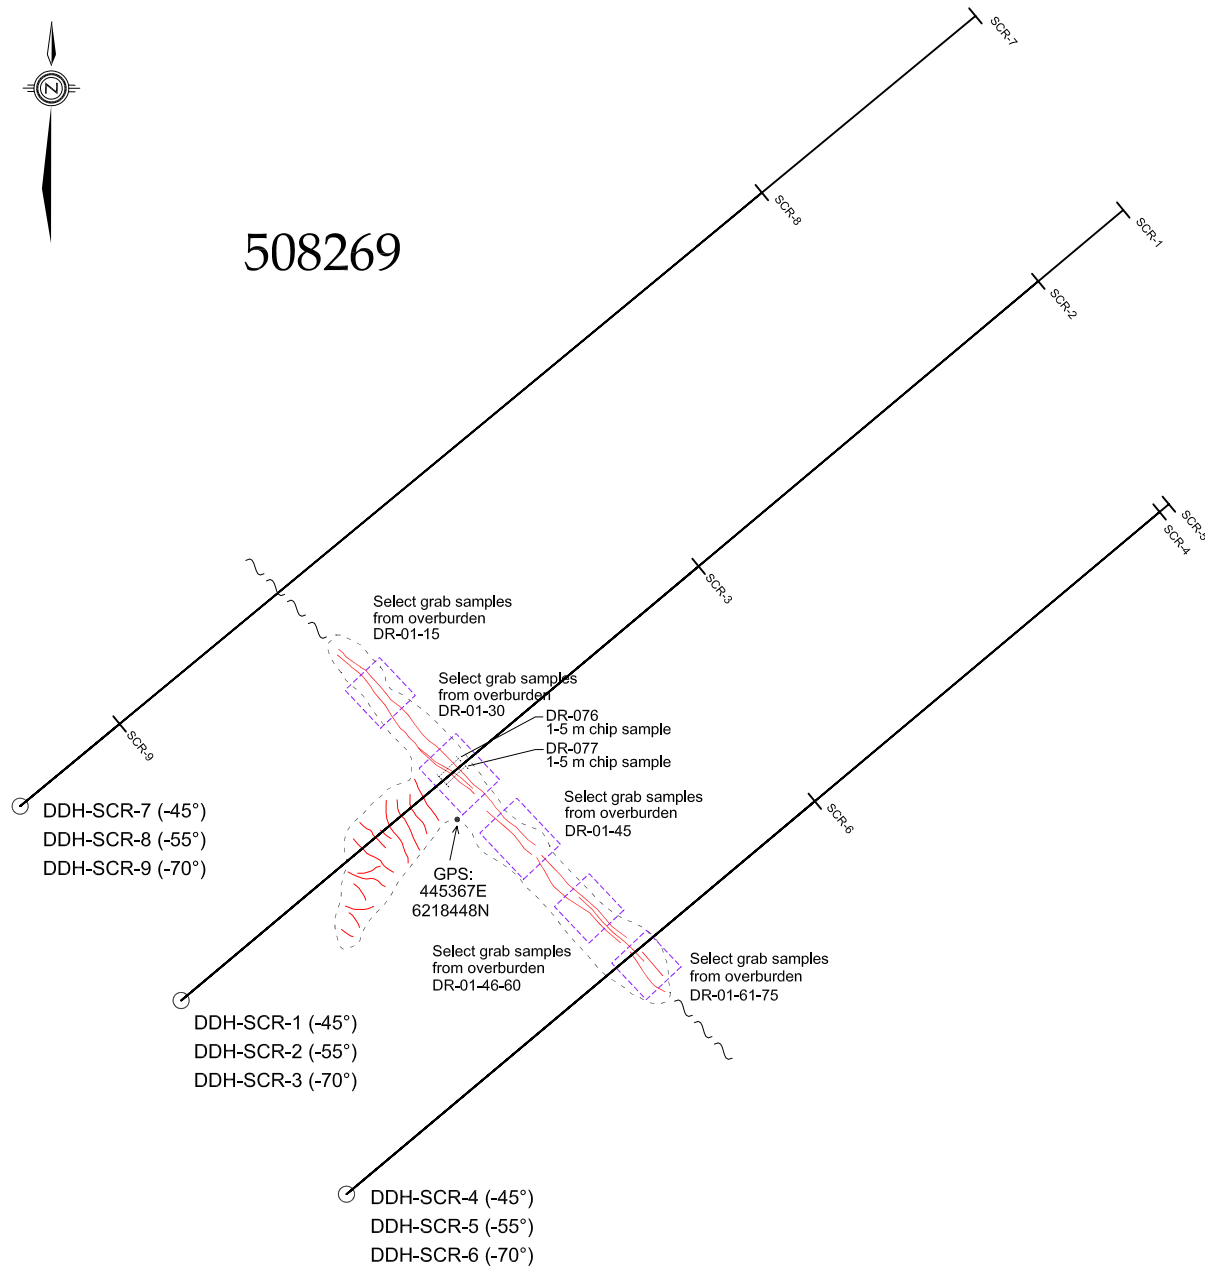 SCR-7
SCR-8
SCR-1
SCR-2
N
508269
SCR-5
SCR-4
SCR-3
Select grab samples
from overburden
DR-01-15
Select grab samples
from overburden
DR-01-30
DR-076
1-5 m chip sample
DR-077
1-5 m chip sample
SCR-9
Select grab samples
from overburden
DR-01-45
SCR-6
DDH-SCR-7 (-45°)
DDH-SCR-8 (-55°)
DDH-SCR-9 (-70°)
GPS:
445367E
6218448N
Select grab samples
from overburden
DR-01-46-60
Select grab samples
from overburden
DR-01-61-75
DDH-SCR-1 (-45°)
DDH-SCR-2 (-55°)
DDH-SCR-3 (-70°)
DDH-SCR-4 (-45°)
DDH-SCR-5 (-55°)
DDH-SCR-6 (-70°)